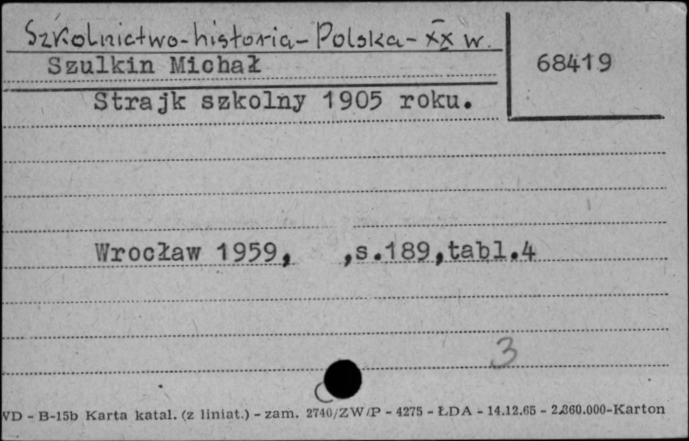 Szkolnictwo-historia-Polska-XX w.
Szulkin Michał
68419
Strajk szkolny 1905 roku.
Wrocław 1959, ,s.189,tabl.4
3
VD - B-15b Karta katal. (z liniat.) - zam. 2740/ZW/P - 4275 - ŁDA - 14.12.65 - 2.360.000-Karton